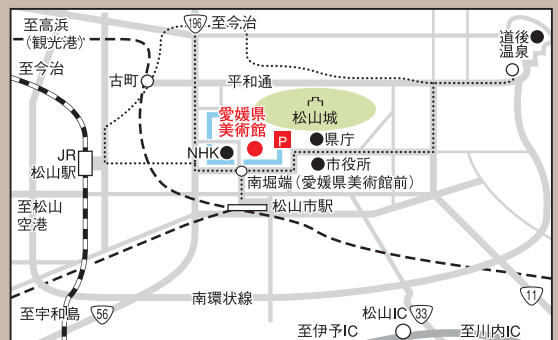 至高浜
(観光港)
至今治
196
至今治
道後
温泉
古町
平和通
松山城
愛媛県
美術館
P
県庁
NHK
市役所
JR
松山駅
南堀端(愛媛県美術館前)
至松山
空港
松山市駅
南環状線
11
至宇和島
56
松山IC
33
至伊予IC
至川内IC